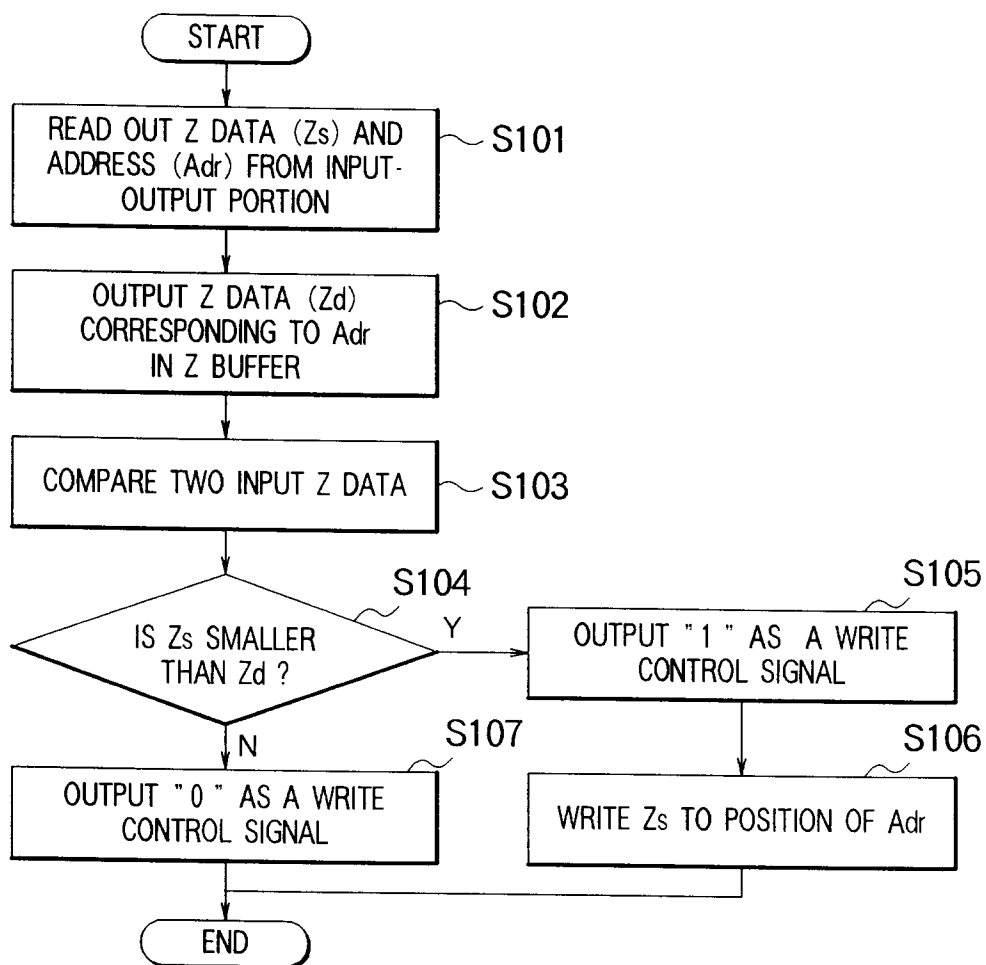 START
READ OUT Z DATA (Zs) AND
ADDRESS (Adr) FROM INPUT-
OUTPUT PORTION
S101
OUTPUT Z DATA (Zd)
CORRESPONDING TO Adr
IN Z BUFFER
S102
COMPARE TWO INPUT Z DATA
S103
S104
IS Zs SMALLER
THAN Zd ?
Y
N
S105
OUTPUT " 1 " AS A WRITE
CONTROL SIGNAL
S106
WRITE Zs TO POSITION OF Adr
S107
OUTPUT " 0 " AS A WRITE
CONTROL SIGNAL
END